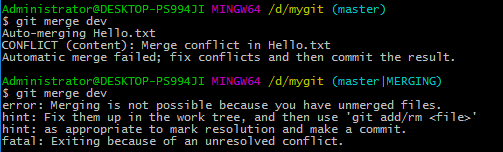 Administrator@DESKTOP-PS994JI MINGW64 /d/mygit (master)
$ git merge dev
Auto-merging Hello.txt
CONFLICT (content): Merge conflict in Hello.txt
Automatic merge failed; fix conflicts and then commit the result.
Administrator@DESKTOP-PS994JI MINGW64 /d/mygit (master|MERGING)
$ git merge dev
error: Merging is not possible because you have unmerged files.
hint: Fix them up in the work tree, and then use 'git add/rm <file>'
hint: as appropriate to mark resolution and make a commit.
fatal: Exiting because of an unresolved conflict.